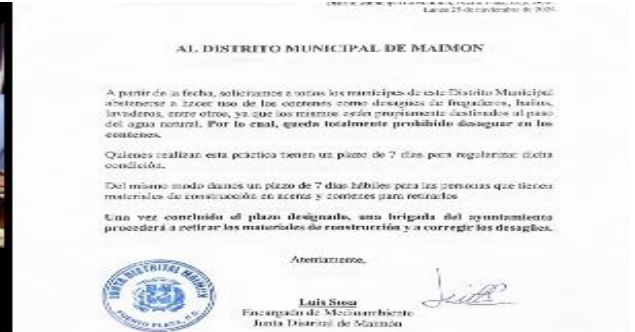 Lunes 25 de noviembre de 2024
AL DISTRITO MUNICIPAL DE MAIMON
A partir de la fecha, solicitamos a todos los munícipes de este Distrito Municipal
abstenerse a hacer uso de los contenes como desagües de fregaderos, baños,
lavaderos, entre otros, ya que los mismos están propiamente destinados al paso
del agua natural. Por lo cual, queda totalmente prohibido desaguar en los
contenes.
Quienes realizan esta práctica tienen un plazo de 7 días para regularizar dicha
condición.
Del mismo modo damos un plazo de 7 días hábiles para las personas que tienen
materiales de construcción en aceras y contenes para retirarlos
Una vez concluido el plazo designado, una brigada del ayuntamiento
procederá a retirar los materiales de construcción y a corregir los desagües.
Atentamente,
JUNTA DISTRITAL MAIMON
PUERTO PLATA, R.D.
Luis Sosa
Encargado de Medioambiente
Junta Distrital de Maimón